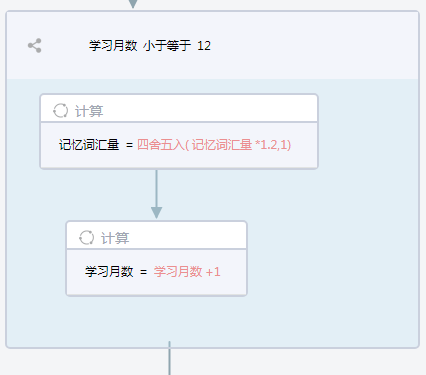 学习月数 小于等于 12
计算
记忆词汇量 = 四舍五入( 记忆词汇量 *1.2,1)
计算
学习月数 = 学习月数 +1